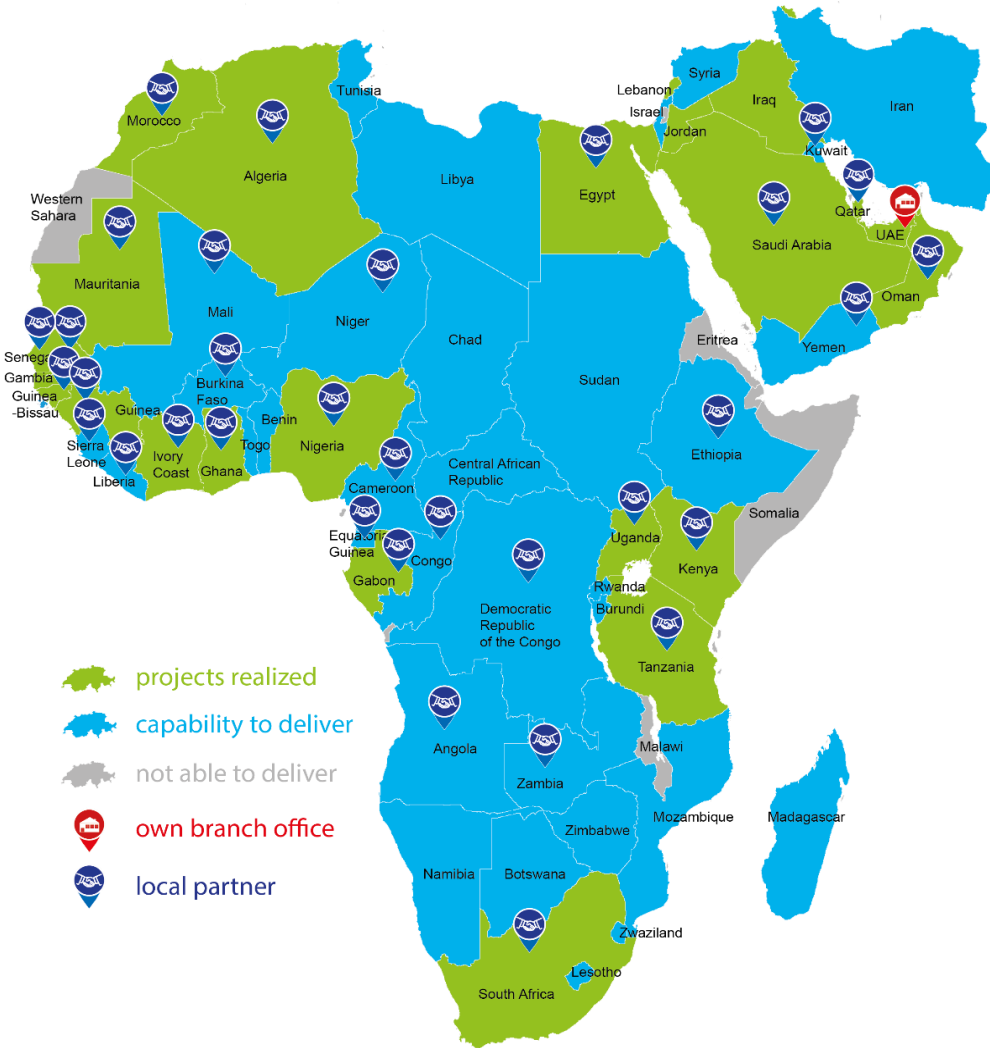 Tunisia
Syria
Lebanon
Iraq
Iran
Israel
Morocco
Jordan
Kuwait
Algeria
Libya
Egypt
Western
Sahara
Qatar
UAE
Saudi Arabia
Mauritania
Oman
Mali
Niger
Chad
Eritrea
Yemen
Senegal
Gambia
Sudan
Burkina
Faso
Guinea
-Bissau
Guinea
Benin
Sierra
Leone
Ivory
Coast
Togo
Nigeria
Ethiopia
Ghana
Liberia
Cameroon
Central African
Republic
Somalia
Equatorial
Guinea
Congo
Uganda
Kenya
Gabon
Rwanda
Burundi
Democratic
Republic
of the Congo
Tanzania
projects realized
capability to deliver
not able to deliver
own branch office
local partner
Angola
Malawi
Zambia
Mozambique
Madagascar
Zimbabwe
Namibia
Botswana
Zwaziland
Lesotho
South Africa